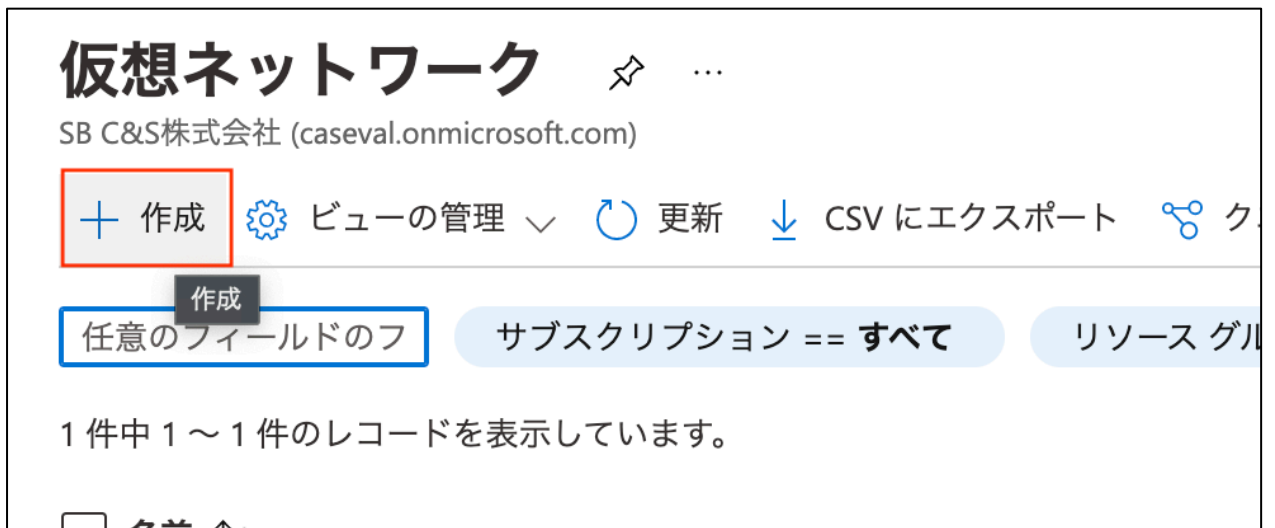 仮想ネットワーク ...
SB C&S株式会社 (caseval.onmicrosoft.com)
作成 ビューの管理 更新 CSV にエクスポート
作成
任意のフィールドのフ サブスクリプション == すべて リソース グル
1 件中 1 ～ 1 件のレコードを表示しています。
名前 ↑